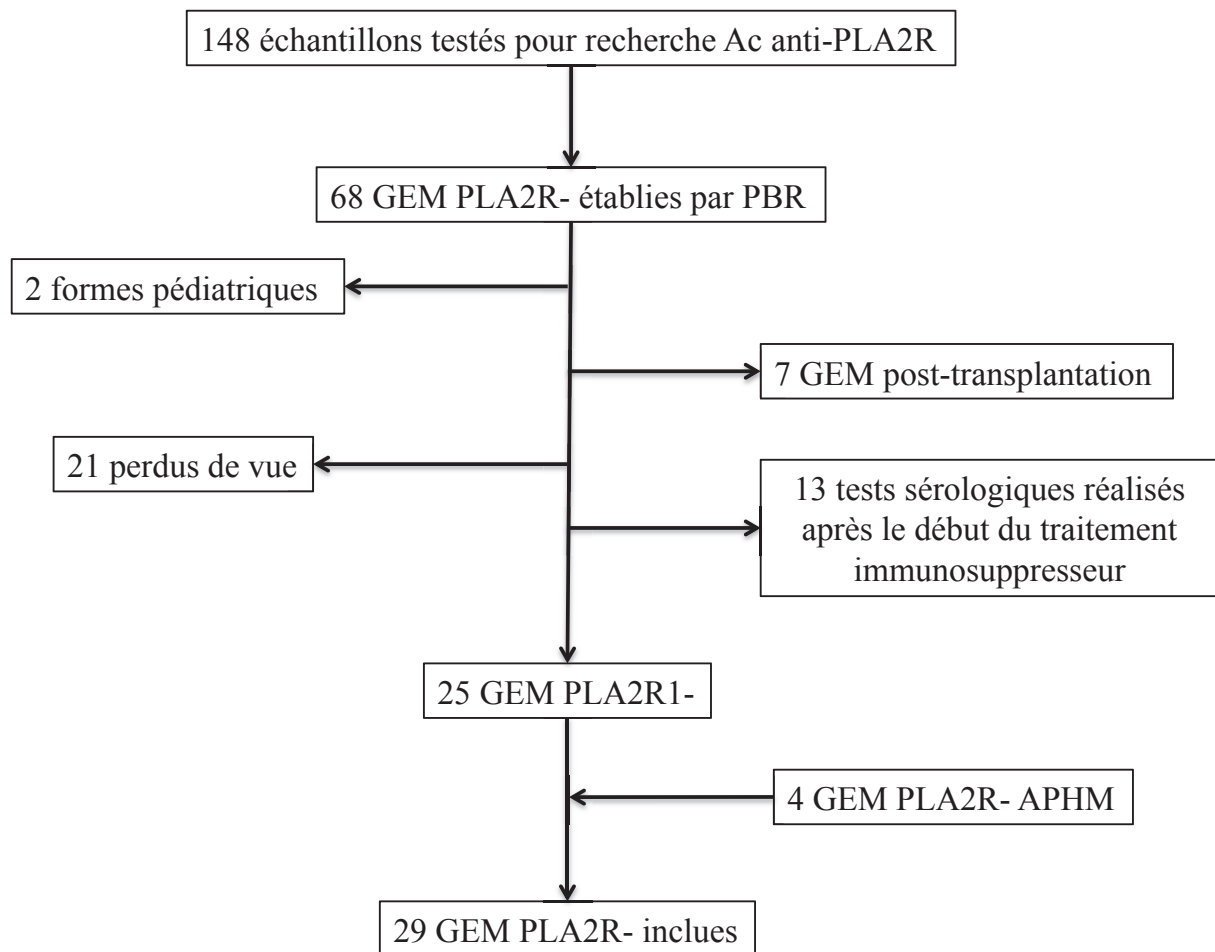 148 échantillons testés pour recherche Ac anti-PLA2R
68 GEM PLA2R- établies par PBR
2 formes pédiatriques
7 GEM post-transplantation
21 perdus de vue
13 tests sérologiques réalisés
après le début du traitement
immunosuppresseur
25 GEM PLA2R1-
4 GEM PLA2R- APHM
29 GEM PLA2R- inclues